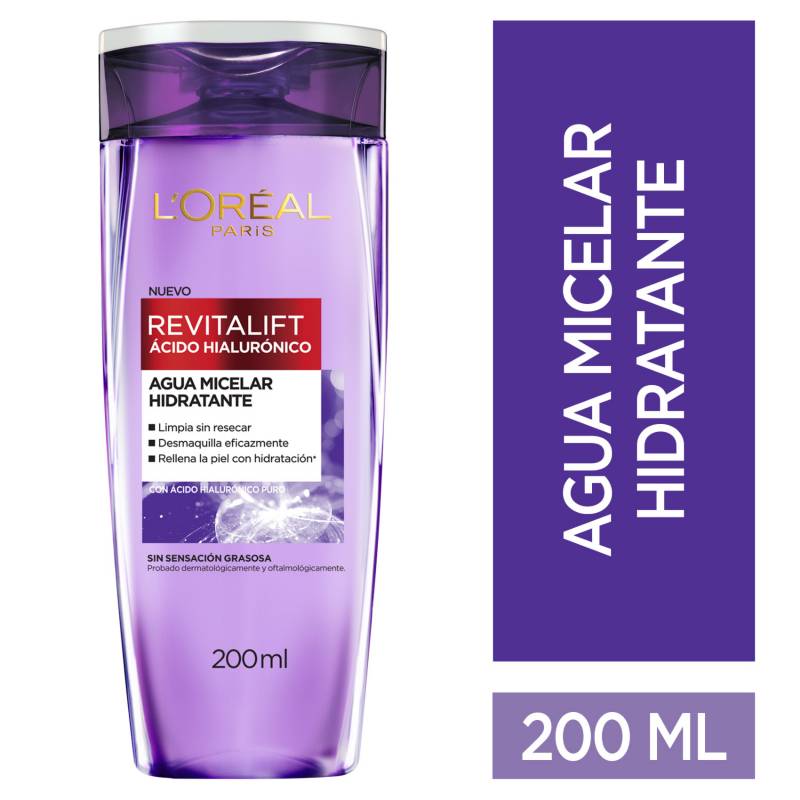 L'ORÉAL
PARIS
NUEVO
REVITALIFT
ÁCIDO HIALURÓNICO
AGUA MICELAR
HIDRATANTE
■ Limpia sin resecar
■ Desmaquilla eficazmente
■ Rellena la piel con hidratación*
CON ÁCIDO HIALURÓNICO PURO
SIN SENSACIÓN GRASOSA
Probado dermatológicamente y oftalmológicamente.
200ml
AGUA MICELAR
HIDRATANTE
200 ML